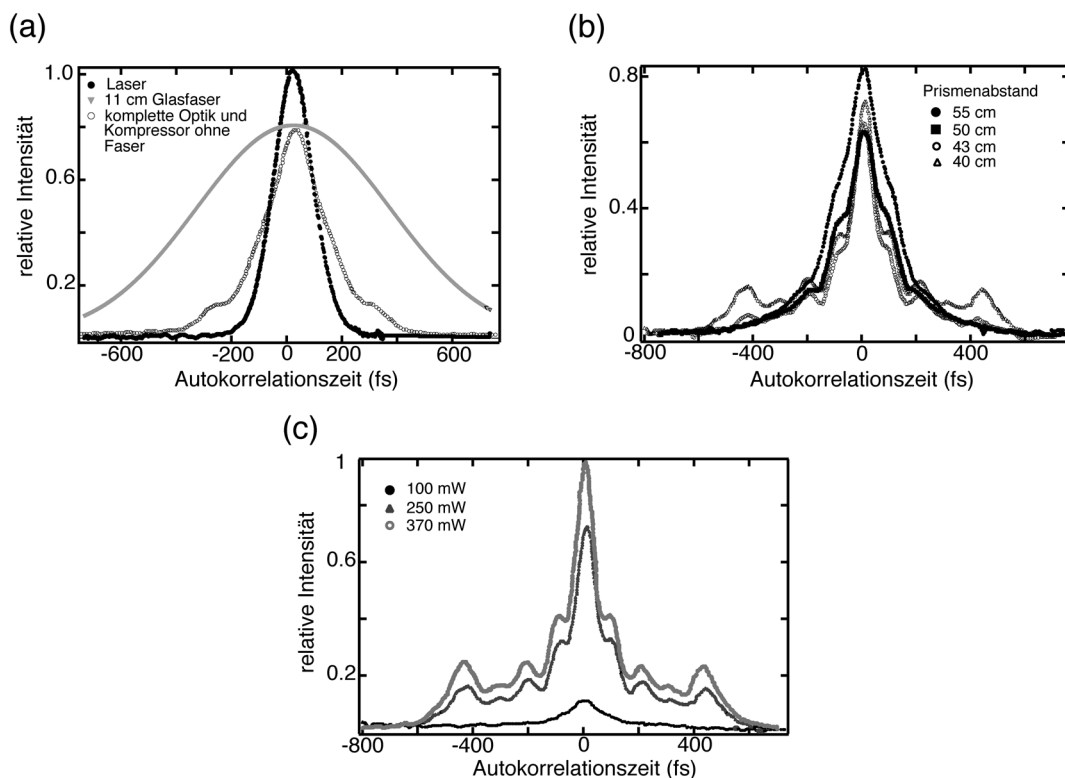 (a)
1.0
0.6
0.2
relative Intensität
Laser
11 cm Glasfaser
komplette Optik und
Kompressor ohne
Faser
-600
-200
0
200
600
Autokorrelationszeit (fs)
(b)
0.8
0.4
0
relative Intensität
Prismenabstand
55 cm
50 cm
43 cm
40 cm
-800
-400
0
400
Autokorrelationszeit (fs)
(c)
1
0.6
0.2
0
relative Intensität
100 mW
250 mW
370 mW
-800
-400
0
400
Autokorrelationszeit (fs)